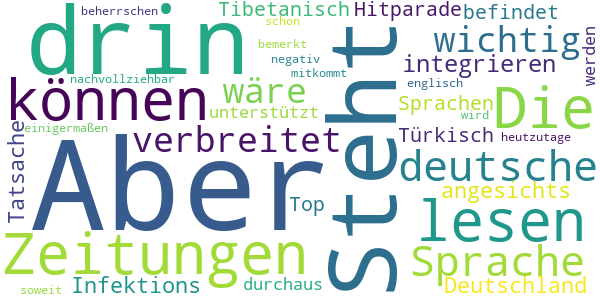 beherrschen
Tibetanisch Hitparade
drin
schon
befindet
bemerkt
wichtig
negativ
werden
integrieren
mitkommt
nachvollziehbar
englisch
können
wäre
Steht
Sprachen
Die
unterstützt
wird
einigermaßen
verbreitet
Türkisch
heutzutage
Tatsache
Aber
deutsche
angesichts
Top
lesen
Zeitungen
Sprache
Infektions
durchaus
Deutschland
soweit